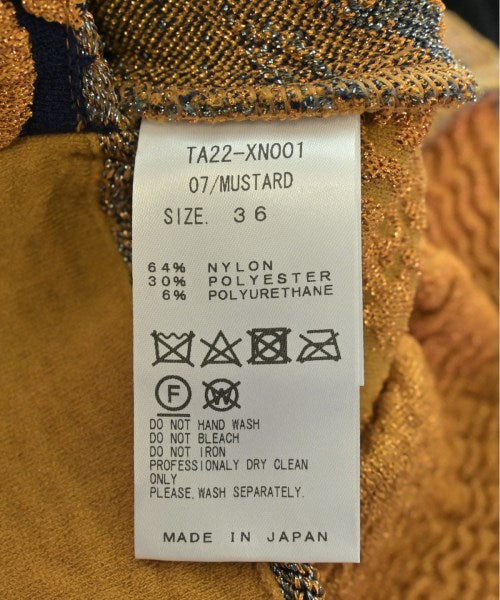 TA22-XN001
07/MUSTARD
SIZE. 36
64% NYLON
30% POLYESTER
6% POLYURETHANE
F W
DO NOT HAND WASH
DO NOT BLEACH
DO NOT IRON
PROFESSIONALY DRY CLEAN
ONLY
PLEASE.WASH SEPARATELY.
MADE IN JAPAN